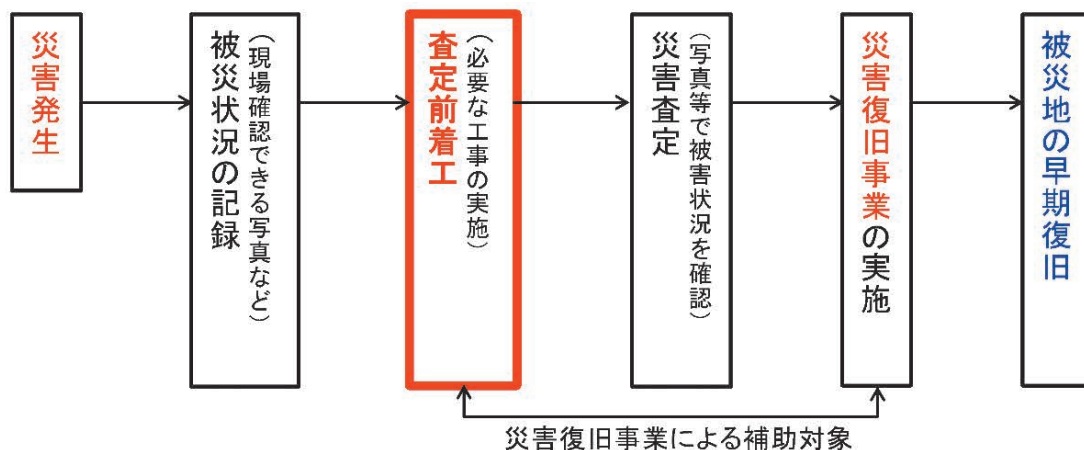 災害発生
被災状況の記録
(現場確認できる写真など)
査定前着工
(必要な工事の実施)
災害査定
(写真等で被害状況を確認)
災害復旧事業の実施
被災地の早期復旧
災害復旧事業による補助対象